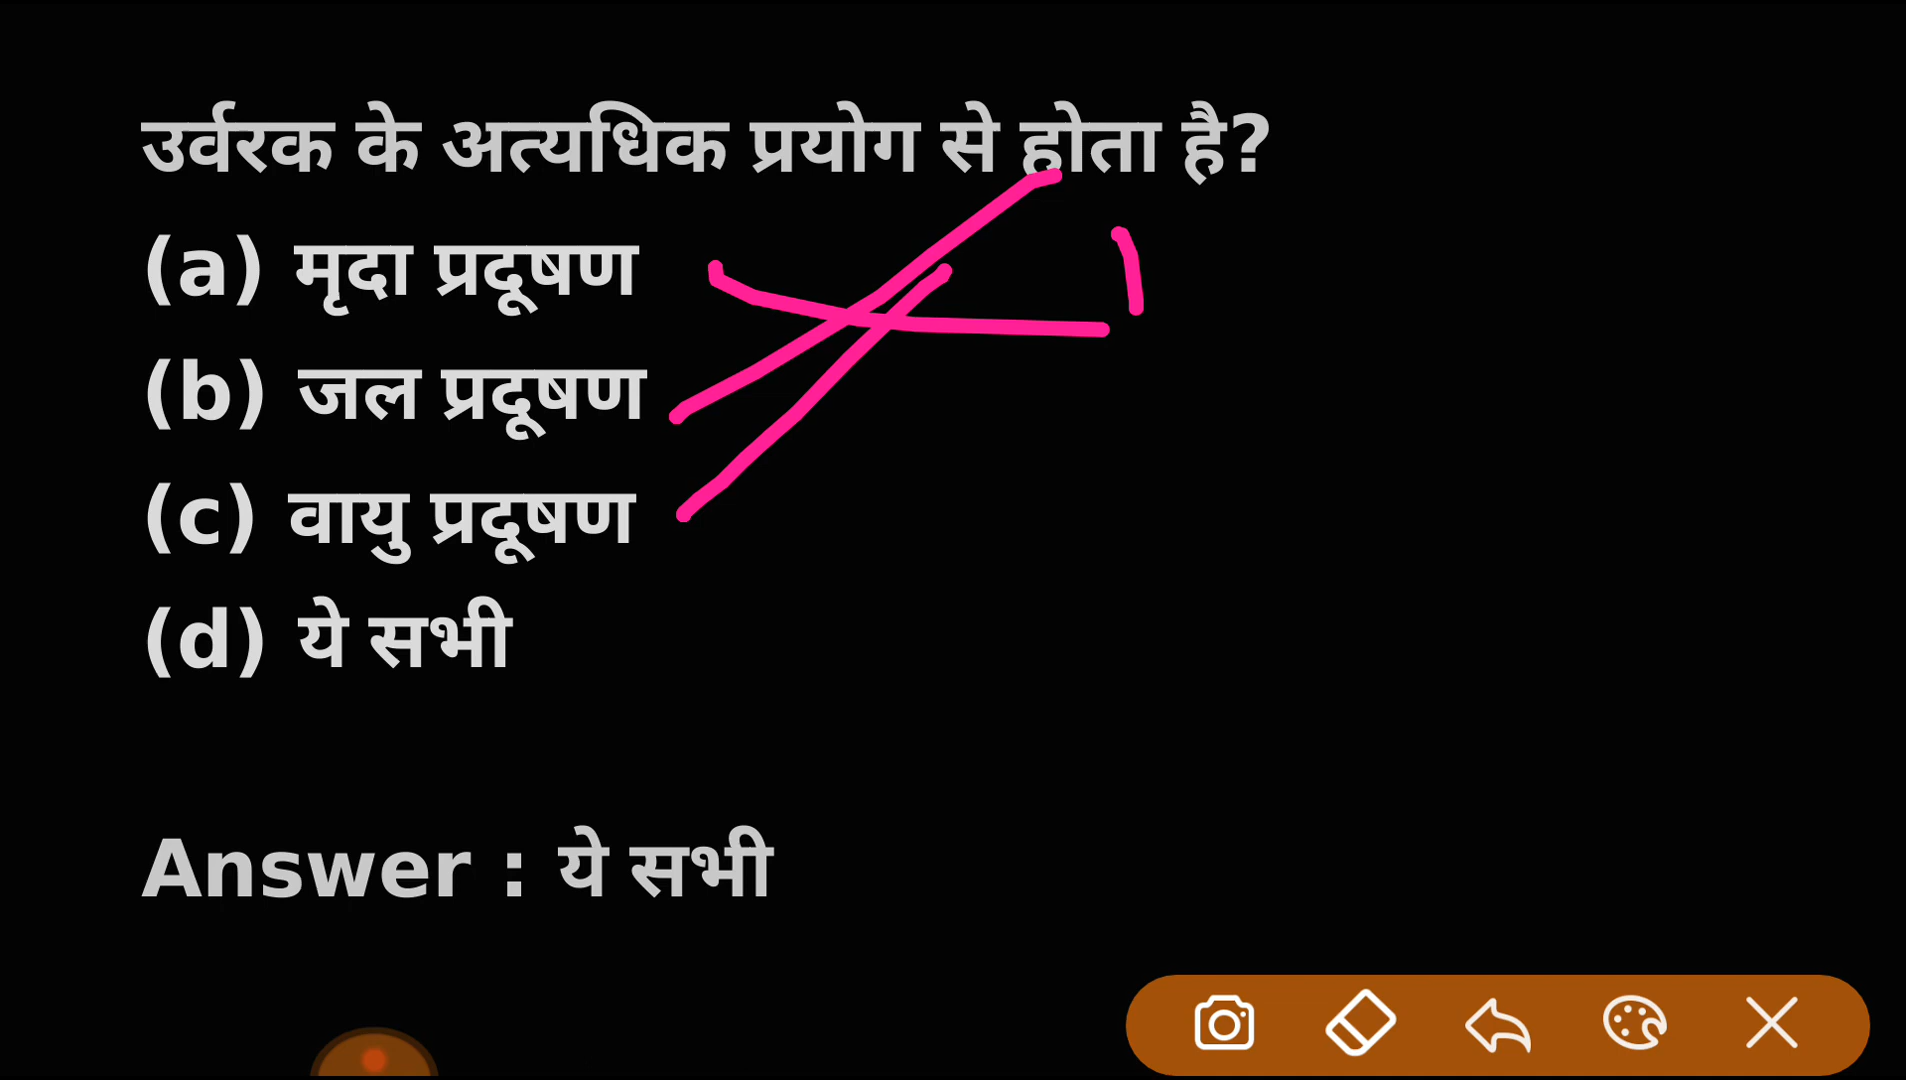 उर्वरक के अत्यधिक प्रयोग से होता है?
(a) मृदा प्रदूषण
(b) जल प्रदूषण
(c) वायु प्रदूषण
(d) ये सभी
Answer : ये सभी